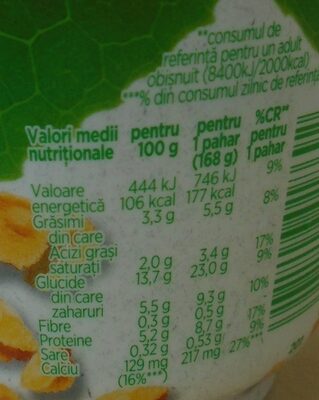 **consumul de
referință pentru un adult
obișnuit (8400kJ/2000kcal)
***% din consumul zilnic de referință
Valori medii nutriționale pentru 100 g pentru 1 pahar (168 g) %CR** pentru 1 pahar
Valoare energetică 444 kJ 106 kcal 746 kJ 177 kcal 9%
Grăsimi 3,3 g 5,5 g 8%
din care
Acizi grași saturați 2,0 g 3,4 g 17%
Glucide 13,7 g 23,0 g 9%
din care
zaharuri 5,5 g 9,3 g 10%
Fibre 0,3 g 0,5 g
Proteine 5,2 g 8,7 g 17%
Sare 0,32 g 0,53 g 9%
Calciu 129 mg (16%***) 217 mg 27%***